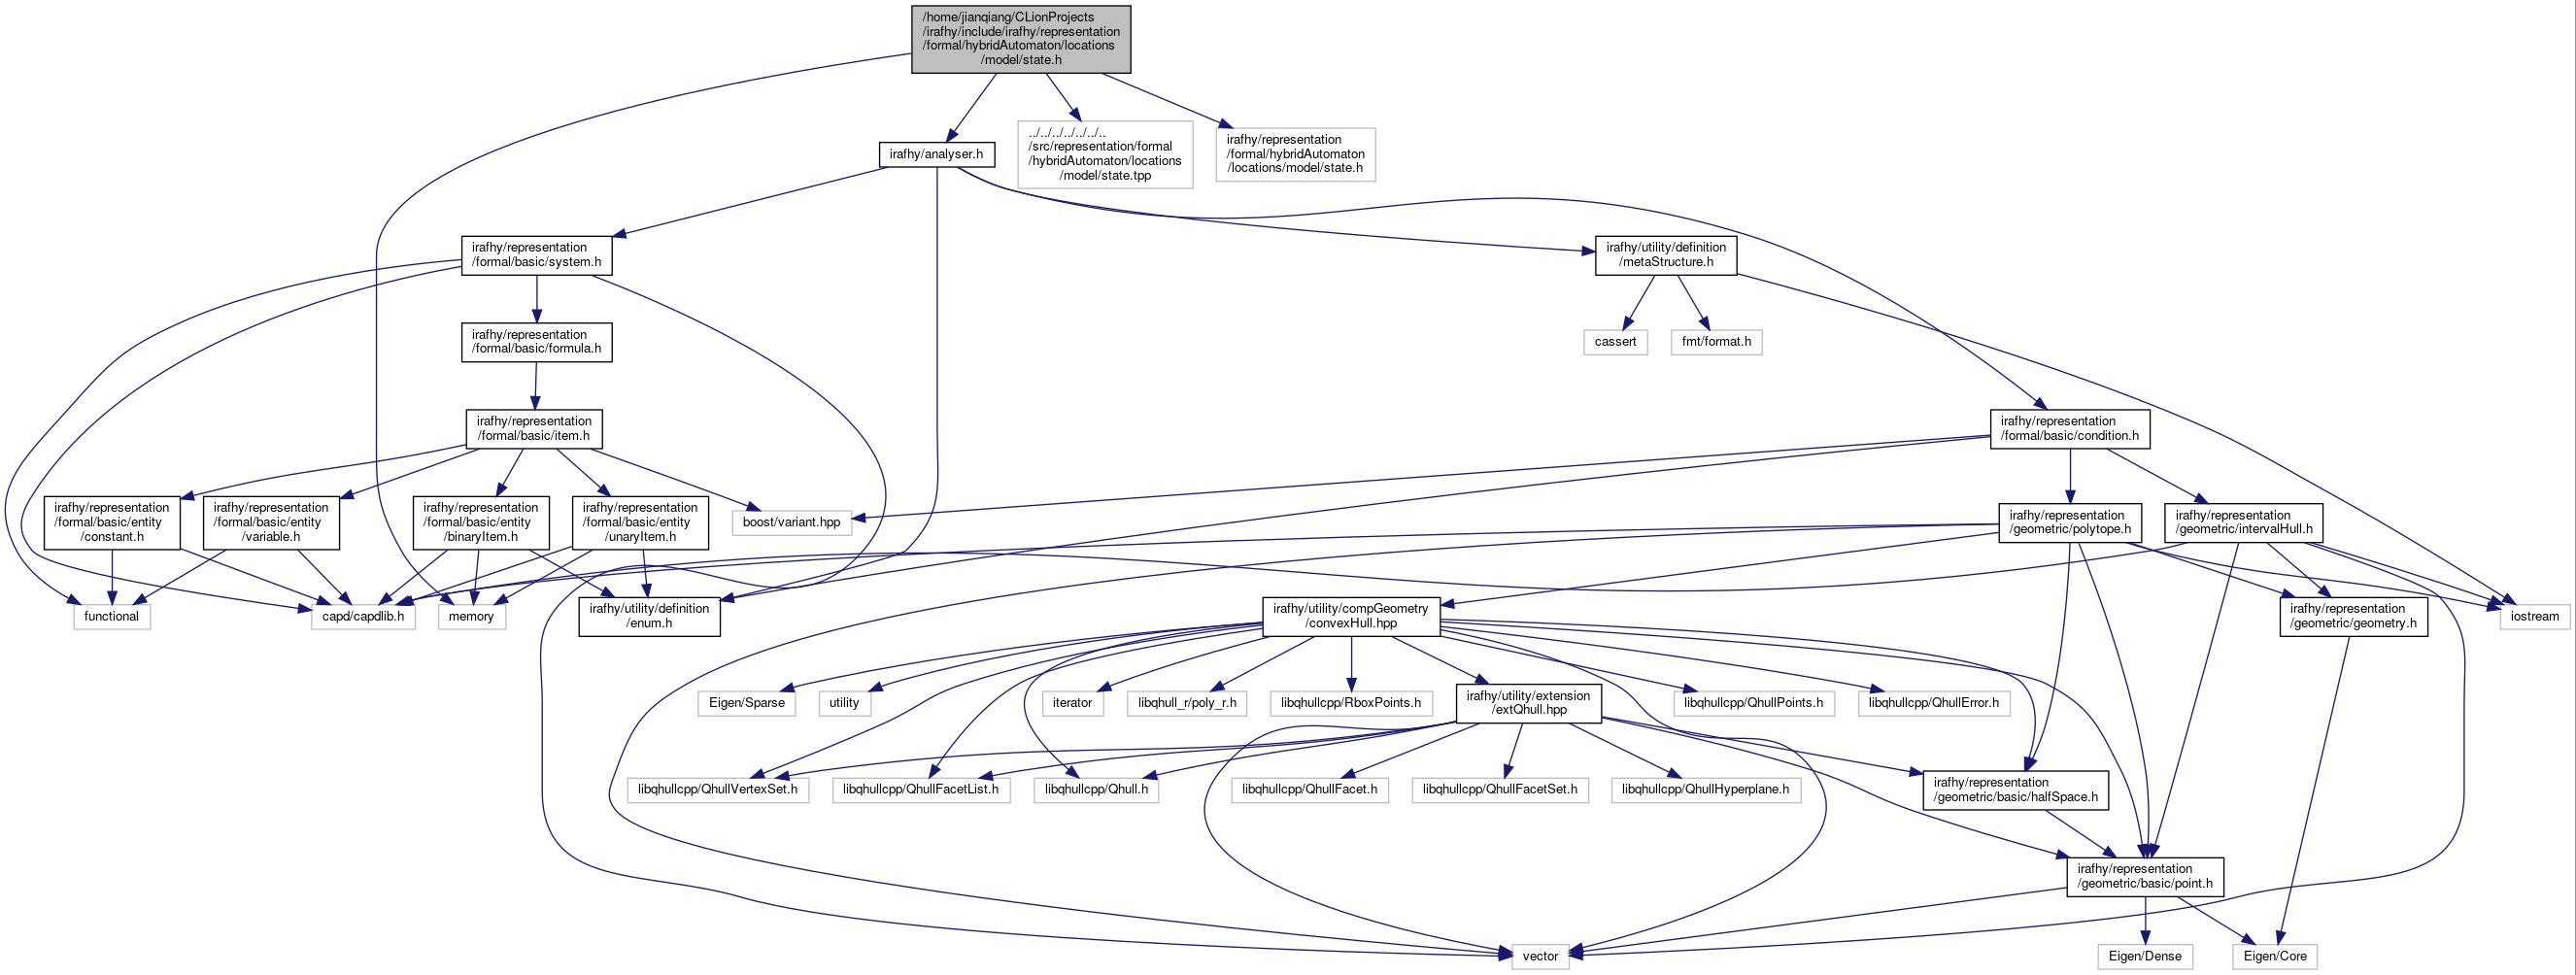 /home/jianqiang/CLionProjects
/irafhy/include/irafhy/representation
/formal/hybridAutomaton/locations
/model/state.h
irafhy/analyser.h
../../../../../../..
/src/representation/formal
/hybridAutomaton/locations
/model/state.tpp
irafhy/representation
/formal/hybridAutomaton
/locations/model/state.h
irafhy/representation
/formal/basic/system.h
irafhy/utility/definition
/metaStructure.h
irafhy/representation
/formal/basic/formula.h
cassert
fmt/format.h
irafhy/representation
/formal/basic/item.h
irafhy/representation
/formal/basic/condition.h
irafhy/representation
/formal/basic/entity
/constant.h
irafhy/representation
/formal/basic/entity
/variable.h
irafhy/representation
/formal/basic/entity
/binaryItem.h
irafhy/representation
/formal/basic/entity
/unaryItem.h
boost/variant.hpp
irafhy/representation
/geometric/polytope.h
irafhy/representation
/geometric/intervalHull.h
functional
capd/capdlib.h
memory
irafhy/utility/definition
/enum.h
irafhy/utility/compGeometry
/convexHull.hpp
irafhy/representation
/geometric/geometry.h
iostream
Eigen/Sparse
utility
iterator
libqhull_r/poly_r.h
libqhullcpp/RboxPoints.h
irafhy/utility/extension
/extQhull.hpp
libqhullcpp/QhullPoints.h
libqhullcpp/QhullError.h
libqhullcpp/QhullVertexSet.h
libqhullcpp/QhullFacetList.h
libqhullcpp/Qhull.h
libqhullcpp/QhullFacet.h
libqhullcpp/QhullFacetSet.h
libqhullcpp/QhullHyperplane.h
irafhy/representation
/geometric/basic/halfSpace.h
irafhy/representation
/geometric/basic/point.h
vector
Eigen/Dense
Eigen/Core